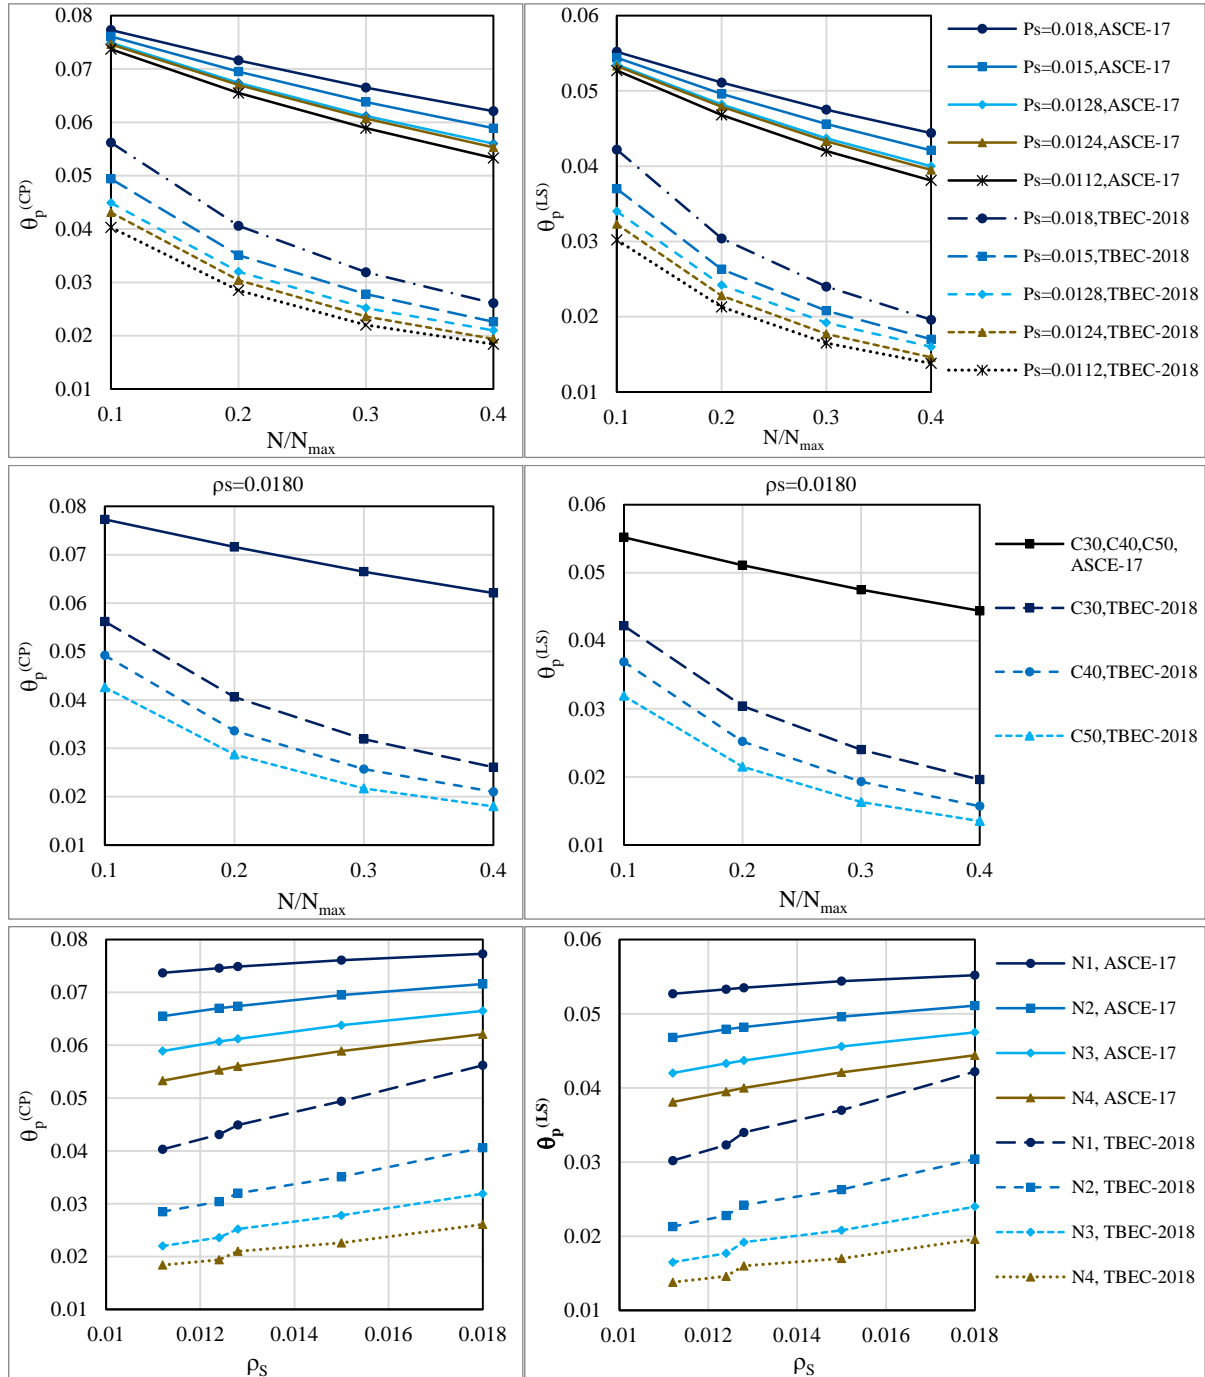 0.08
0.07
0.06
0.05
0.04
0.03
0.02
0.01
θp(CP)
0.1 0.2 0.3 0.4
N/Nmax
0.06
0.05
0.04
0.03
0.02
0.01
θp(LS)
0.1 0.2 0.3 0.4
N/Nmax
Ps=0.018,ASCE-17
Ps=0.015,ASCE-17
Ps=0.0128,ASCE-17
Ps=0.0124,ASCE-17
Ps=0.0112,ASCE-17
Ps=0.018,TBEC-2018
Ps=0.015,TBEC-2018
Ps=0.0128,TBEC-2018
Ps=0.0124,TBEC-2018
Ps=0.0112,TBEC-2018
ρs=0.0180
0.08
0.07
0.06
0.05
0.04
0.03
0.02
0.01
θp(CP)
0.1 0.2 0.3 0.4
N/Nmax
ρs=0.0180
0.06
0.05
0.04
0.03
0.02
0.01
θp(LS)
0.1 0.2 0.3 0.4
N/Nmax
C30,C40,C50,
ASCE-17
C30,TBEC-2018
C40,TBEC-2018
C50,TBEC-2018
0.08
0.07
0.06
0.05
0.04
0.03
0.02
0.01
θp(CP)
0.01 0.012 0.014 0.016 0.018
ρS
0.06
0.05
0.04
0.03
0.02
0.01
θp(LS)
0.01 0.012 0.014 0.016 0.018
ρS
N1, ASCE-17
N2, ASCE-17
N3, ASCE-17
N4, ASCE-17
N1, TBEC-2018
N2, TBEC-2018
N3, TBEC-2018
N4, TBEC-2018